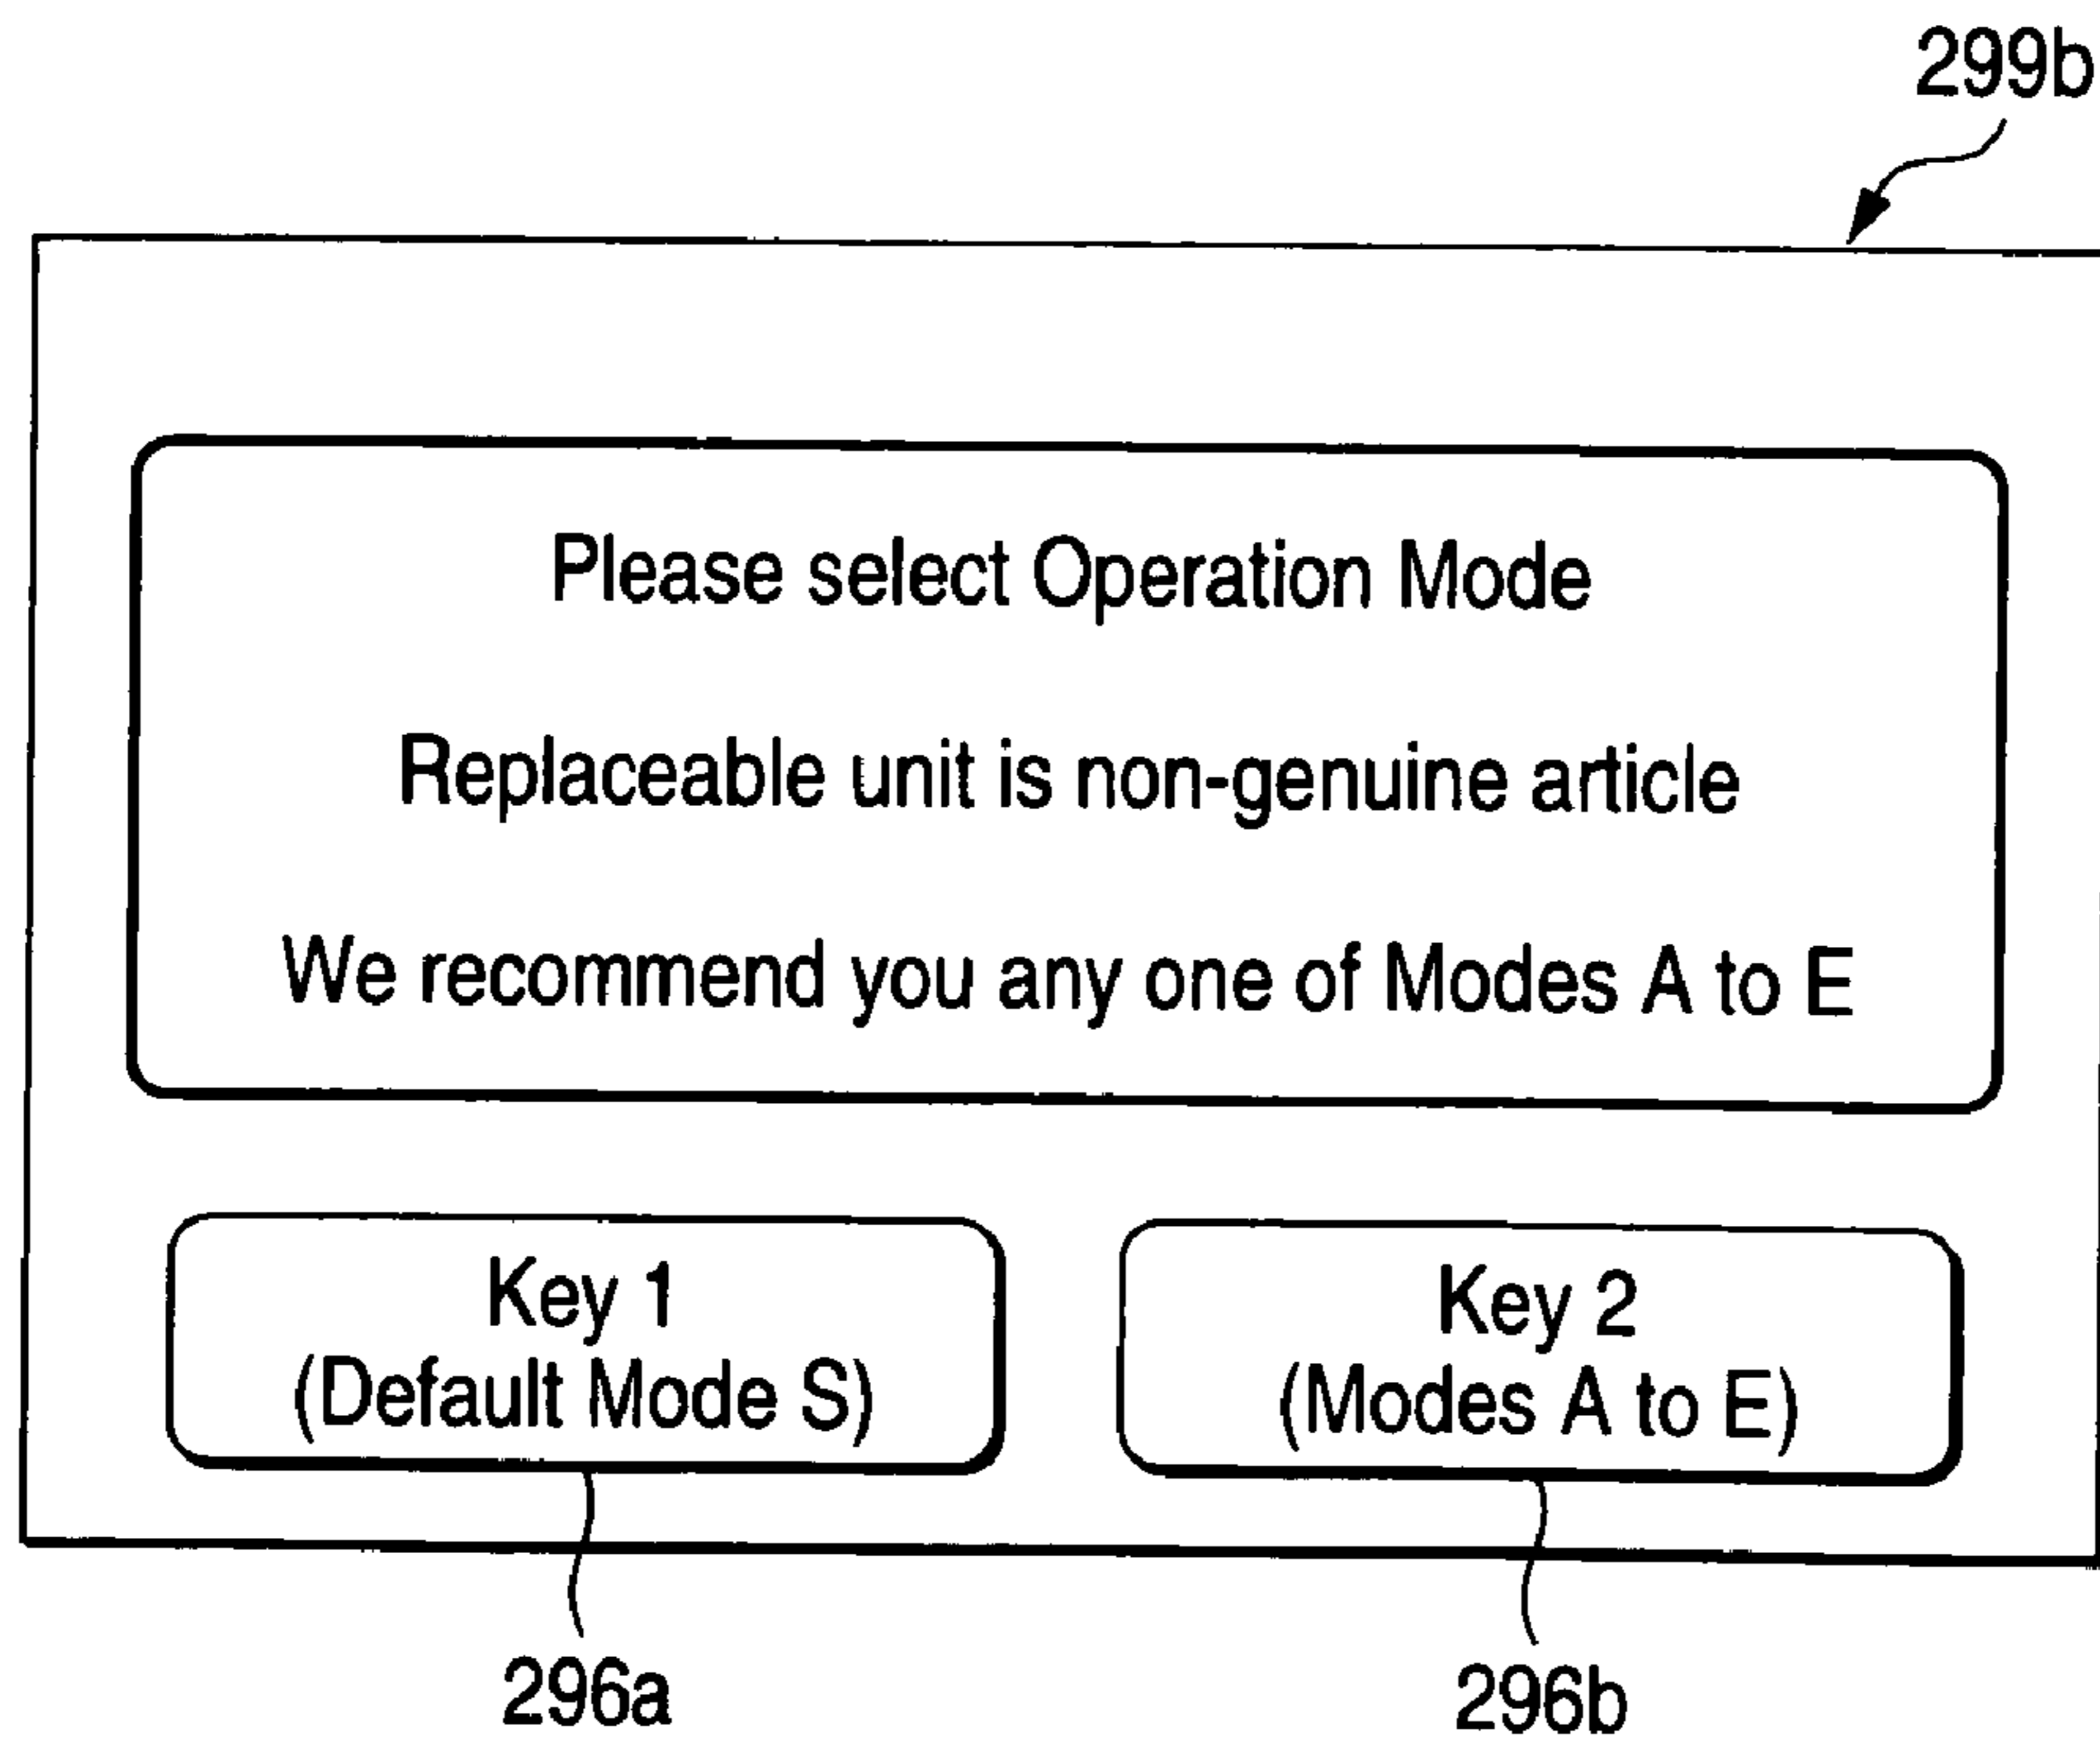 299b
Please select Operation Mode
Replaceable unit is non-genuine article
We recommend you any one of Modes A to E
Key 1
(Default Mode S)
Key 2
(Modes A to E)
296a
296b